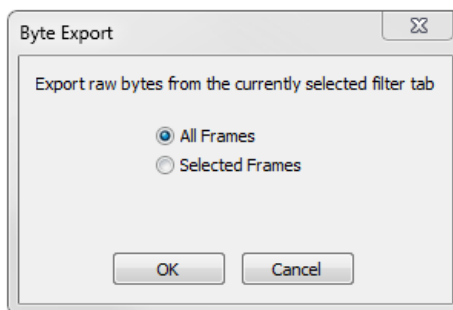 Byte Export
Export raw bytes from the currently selected filter tab
All Frames
Selected Frames
OK Cancel